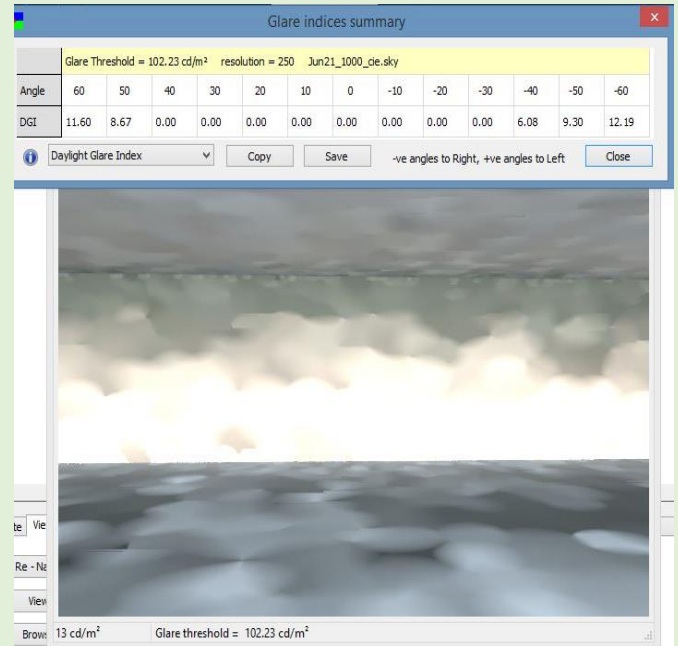 Glare indices summary
x
Glare Threshold = 102.23 cd/m² resolution = 250 Jun21_1000_cie.sky
Angle 60 50 40 30 20 10 0 -10 -20 -30 -40 -50 -60
DGI 11.60 8.67 0.00 0.00 0.00 0.00 0.00 0.00 0.00 0.00 6.08 9.30 12.19
Daylight Glare Index Copy Save -ve angles to Right, +ve angles to Left Close
te Vie
Re - Na
View
Brows
13 cd/m² Glare threshold = 102.23 cd/m²